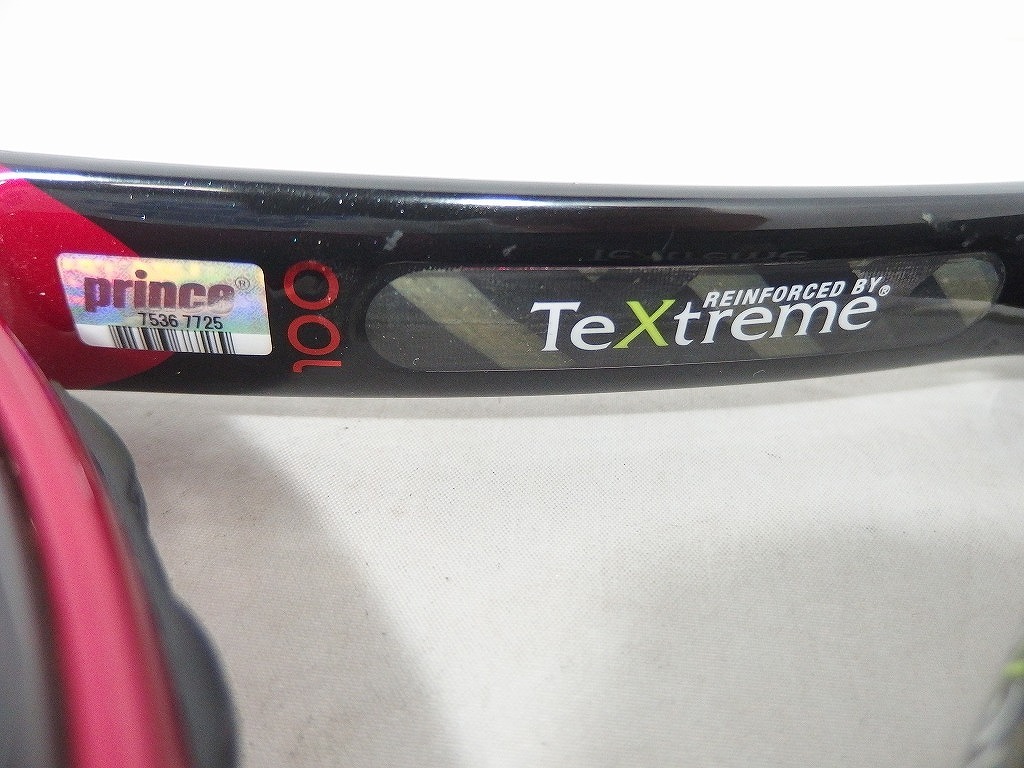 prince®
7536 7725
100
REINFORCED BY
TeXtreme®